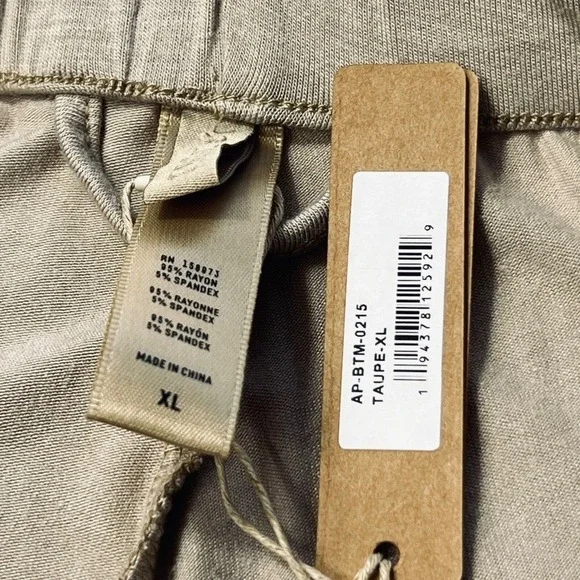 RN 158973
95% RAYON
5% SPANDEX
95% RAYONNE
5% SPANDEX
95% RAYÓN
5% SPANDEX
MADE IN CHINA
XL
AP-BTM-0215
TAUPE-XL
1 94378 12592 9